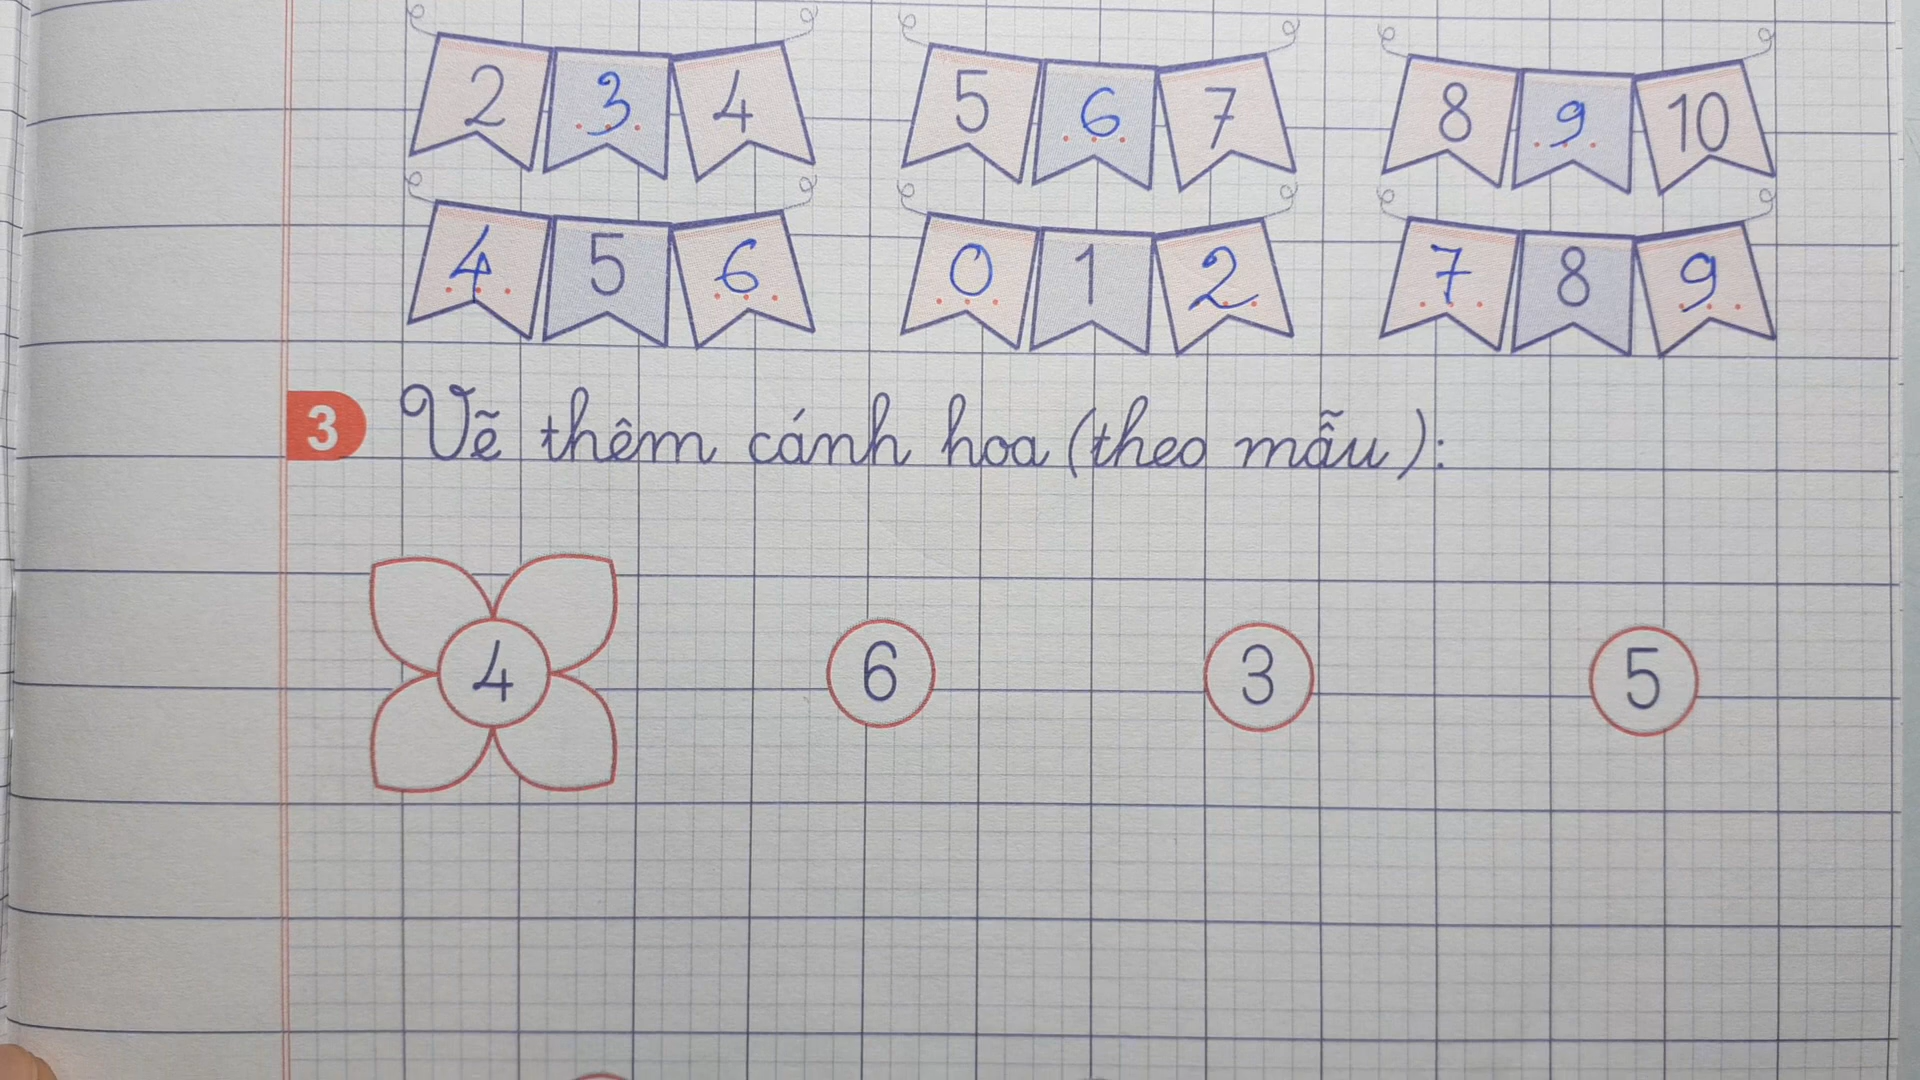 2 3 4 5 6 7 8 9 10
4 5 6 0 1 2 7 8 9
3 Vẽ thêm cánh hoa (theo mẫu):
4 6 3 5